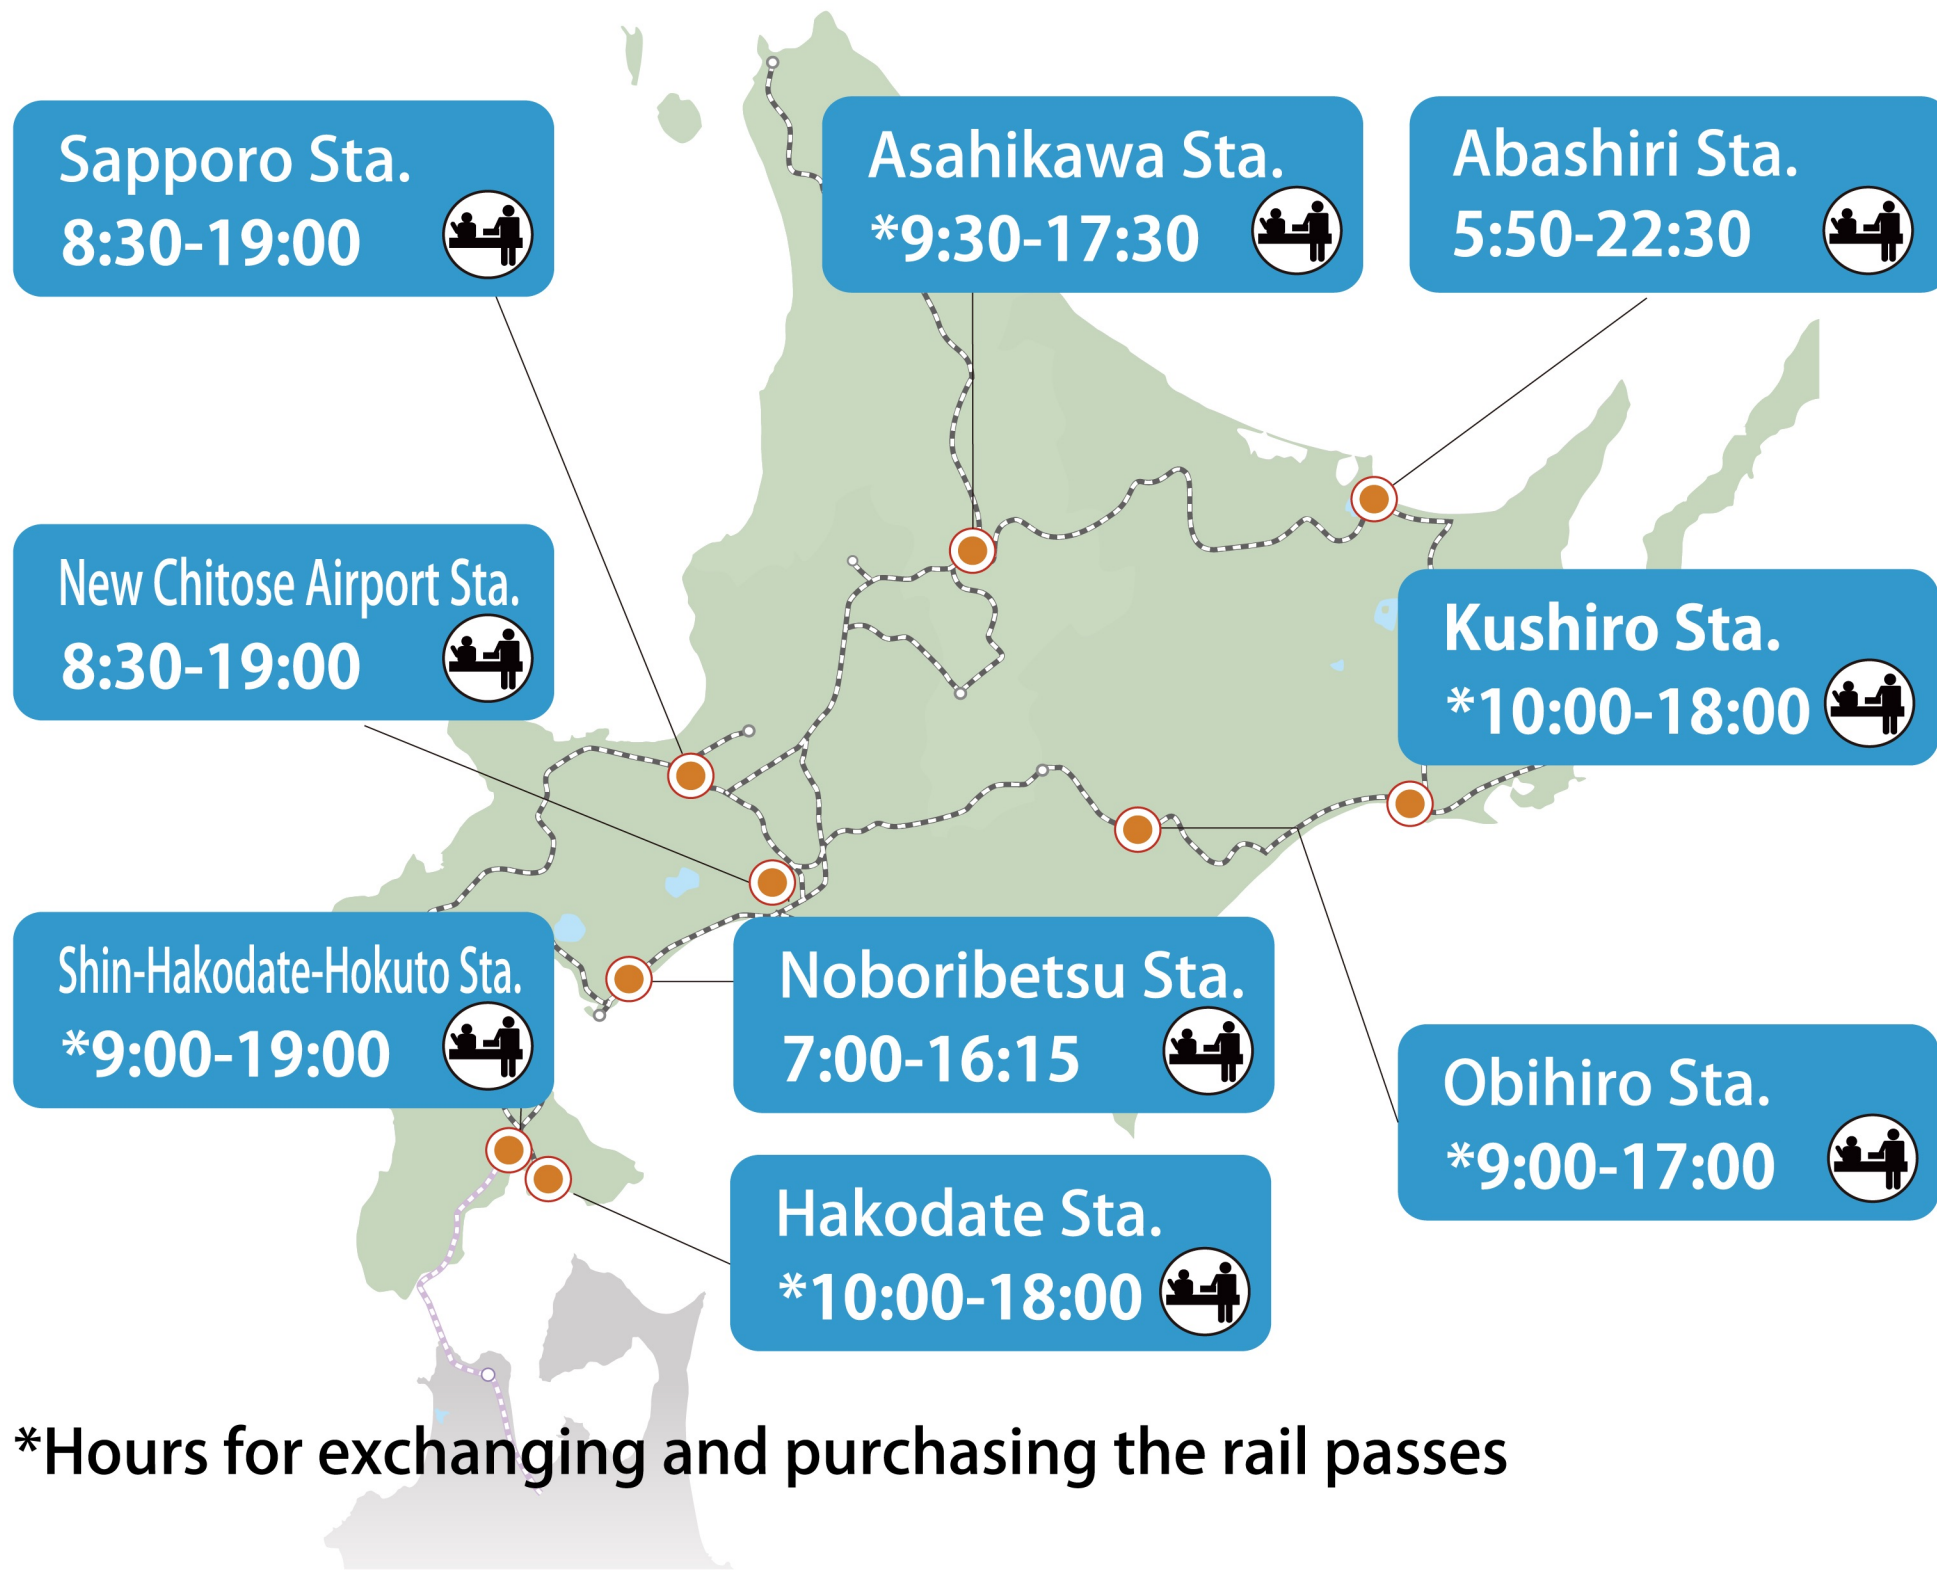 Sapporo Sta.
8:30-19:00
Asahikawa Sta.
*9:30-17:30
Abashiri Sta.
5:50-22:30
New Chitose Airport Sta.
8:30-19:00
Kushiro Sta.
*10:00-18:00
Shin-Hakodate-Hokuto Sta.
*9:00-19:00
Noboribetsu Sta.
7:00-16:15
Obihiro Sta.
*9:00-17:00
Hakodate Sta.
*10:00-18:00
*Hours for exchanging and purchasing the rail passes